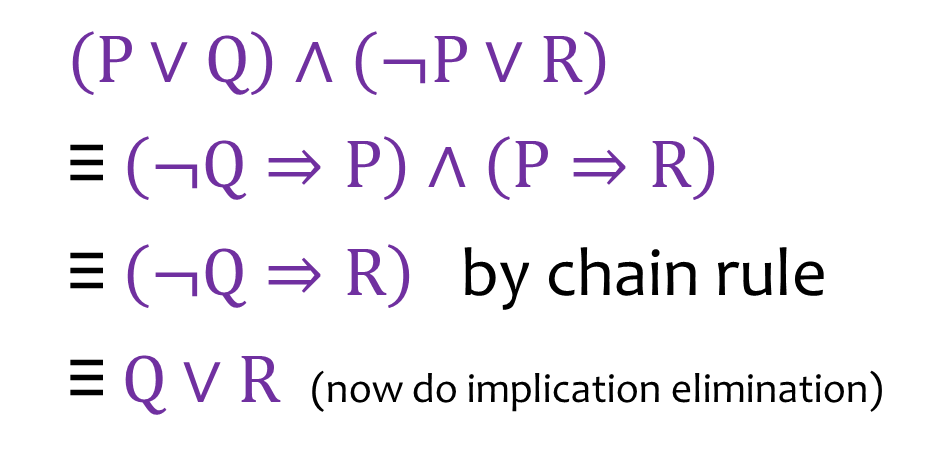 (P ∨ Q) ∧ (¬P ∨ R)
≡ (¬Q ⇒ P) ∧ (P ⇒ R)
≡ (¬Q ⇒ R) by chain rule
≡ Q ∨ R (now do implication elimination)